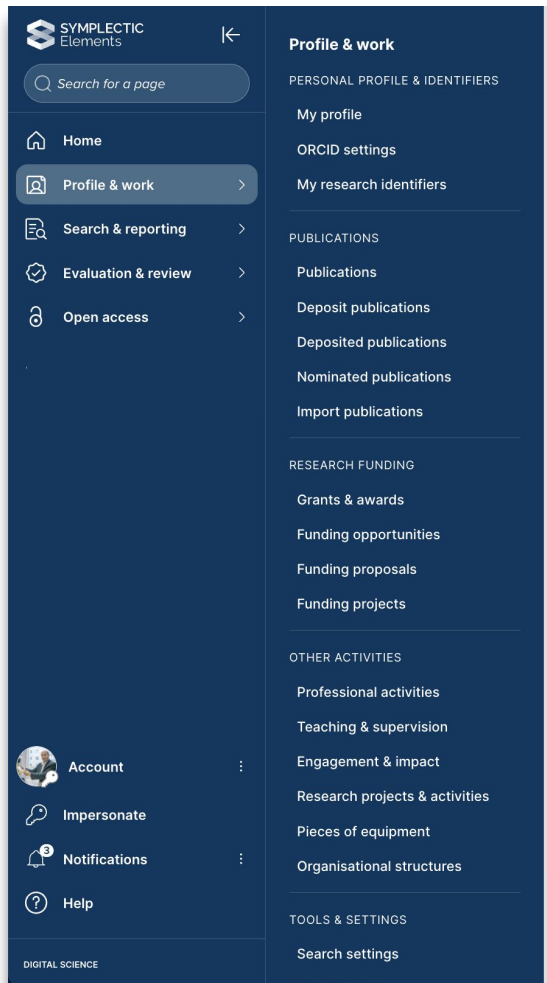 SYMPLECTIC
Elements
Search for a page
Home
Profile & work
Search & reporting
Evaluation & review
Open access
Account
Impersonate
3
Notifications
Help
DIGITAL SCIENCE
Profile & work
PERSONAL PROFILE & IDENTIFIERS
My profile
ORCID settings
My research identifiers
PUBLICATIONS
Publications
Deposit publications
Deposited publications
Nominated publications
Import publications
RESEARCH FUNDING
Grants & awards
Funding opportunities
Funding proposals
Funding projects
OTHER ACTIVITIES
Professional activities
Teaching & supervision
Engagement & impact
Research projects & activities
Pieces of equipment
Organisational structures
TOOLS & SETTINGS
Search settings